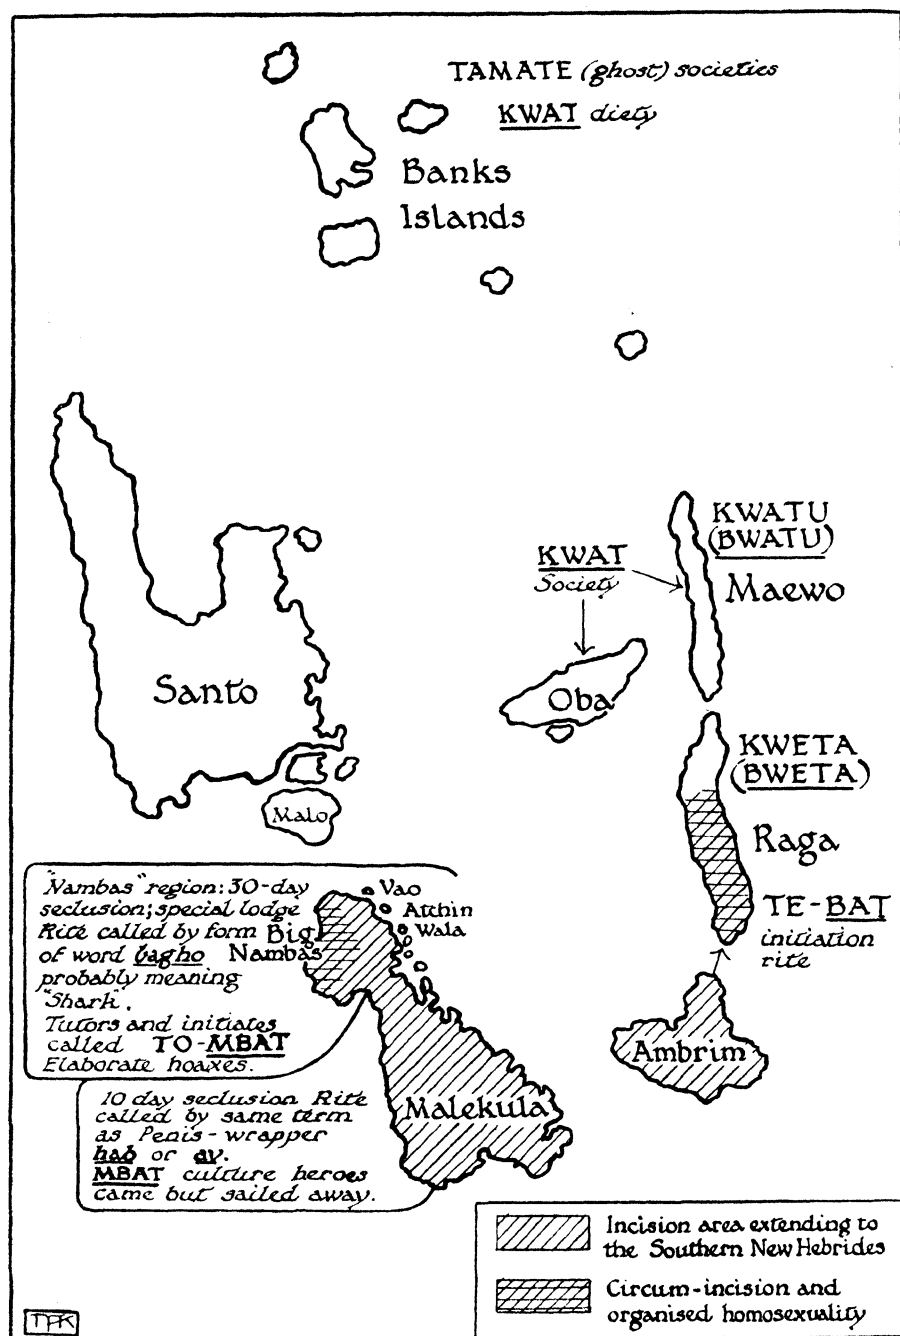 TAMATE (ghost) societies
KWAT diety
Banks
Islands
KWATU
(BWATU)
Maewo
KWAT
Society
Santo
Oba
KWETA
(BWETA)
Malo
Raga
TE-BAT
initiation
rite
"Nambas" region: 30-day
seclusion; special lodge
Rite called by form
of word bagho
probably meaning
"Shark".
Tutors and initiates
called TO-MBAT
Elaborate hoaxes.
Big
Nambas
Vao
Atchin
Wala
Ambrim
Malekula
10 day seclusion Rite
called by same term
as Penis-wrapper
hab or av.
MBAT culture heroes
came but sailed away.
Incision area extending to
the Southern New Hebrides
Circum-incision and
organised homosexuality